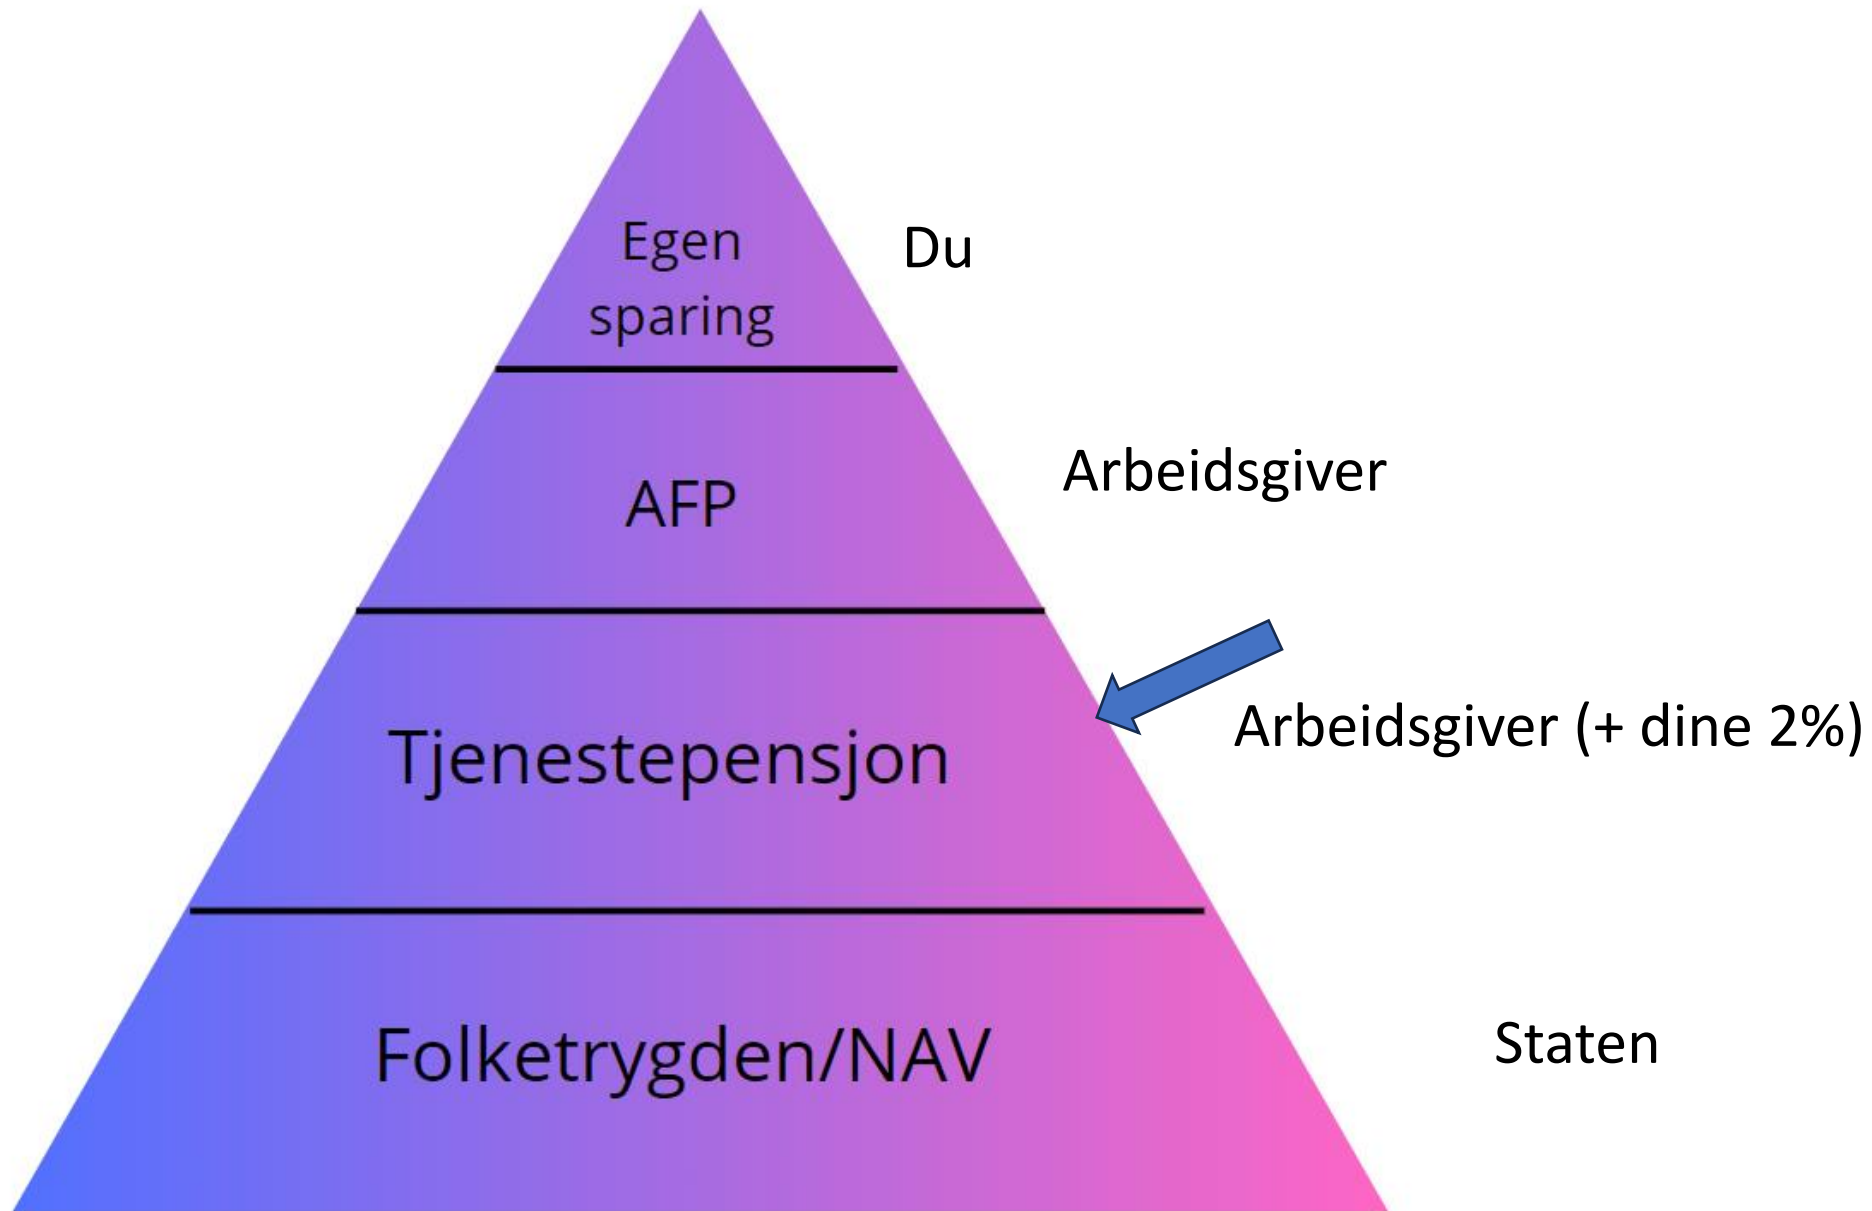 Egen
sparing
Du
AFP
Arbeidsgiver
Tjenestepensjon
Arbeidsgiver (+ dine 2%)
Folketrygden/NAV
Staten